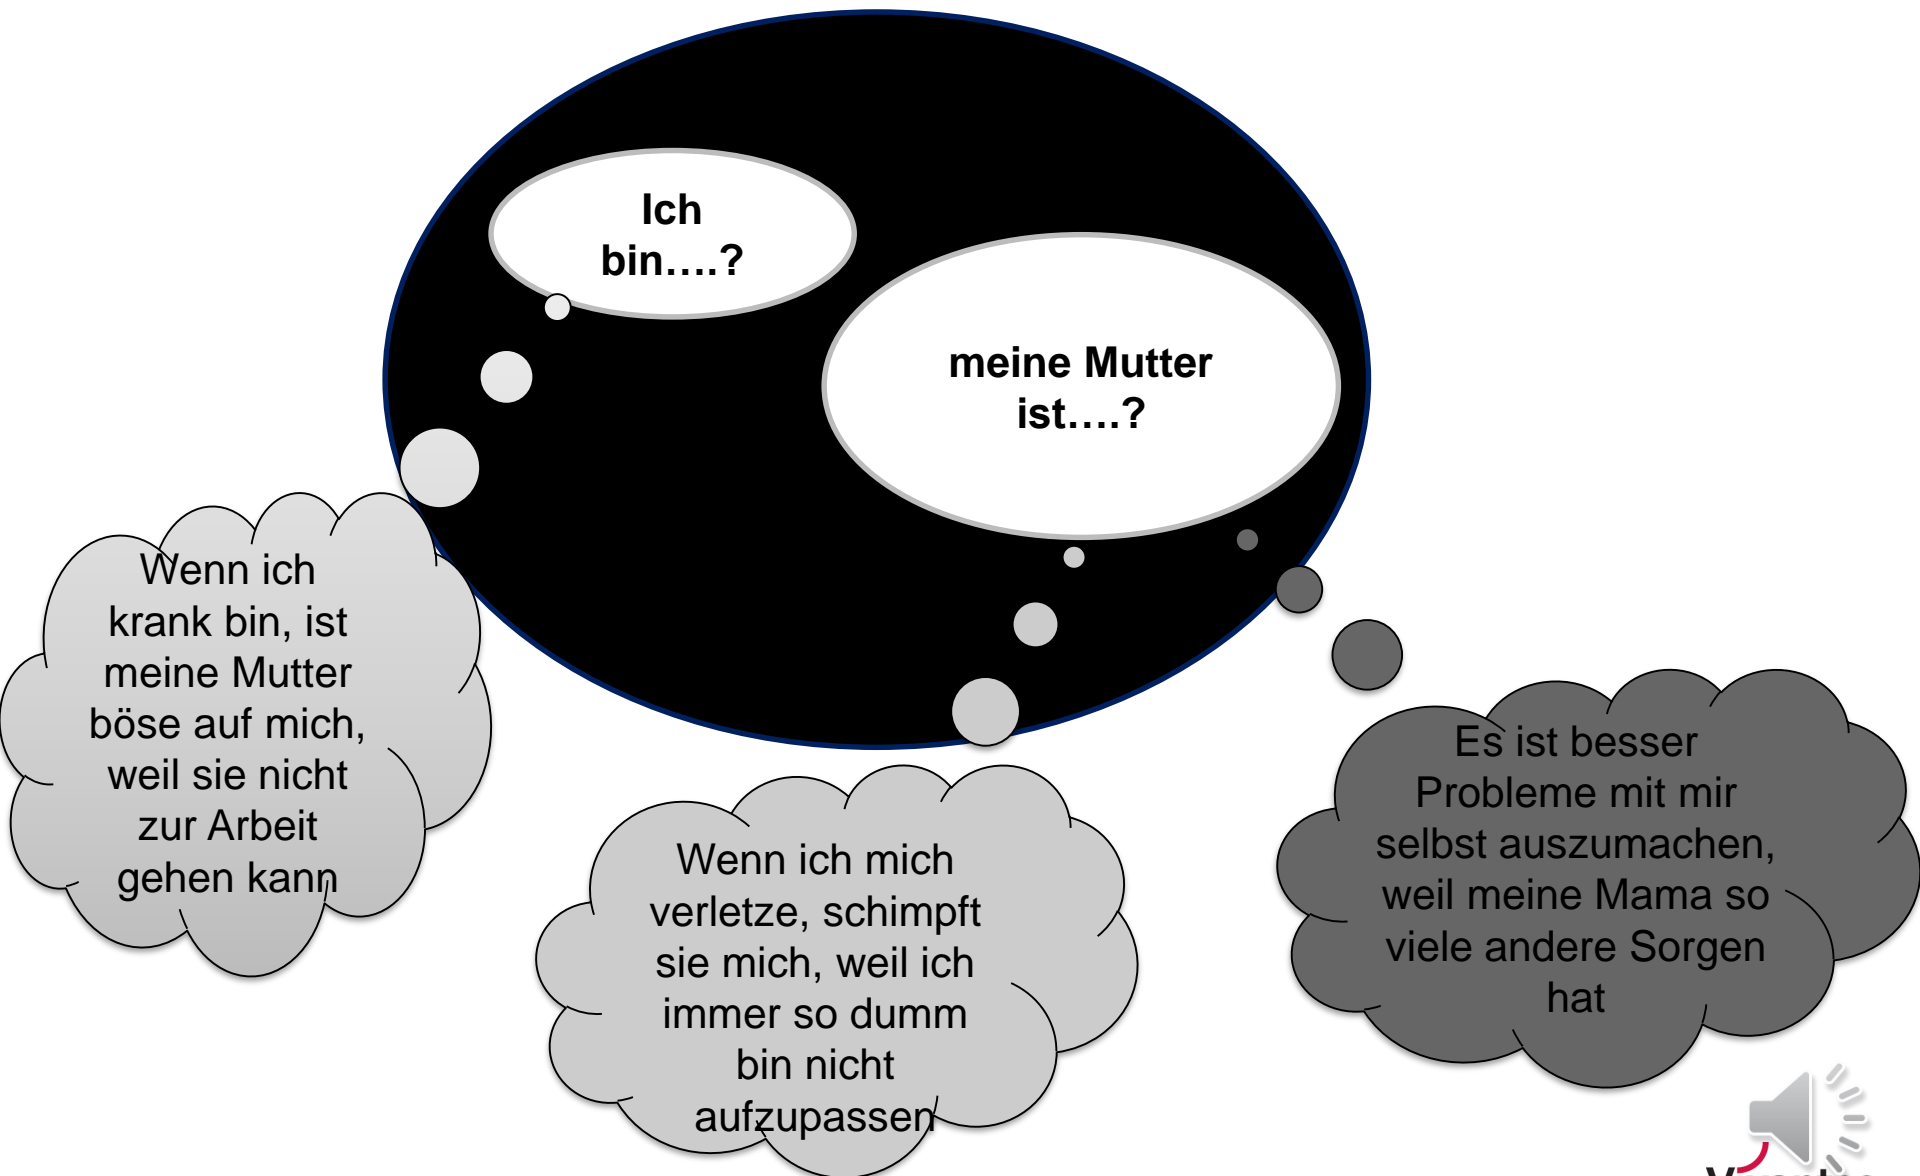 Ich
bin....?
meine Mutter
ist....?
Wenn ich
krank bin, ist
meine Mutter
böse auf mich,
weil sie nicht
zur Arbeit
gehen kann
Wenn ich mich
verletze, schimpft
sie mich, weil ich
immer so dumm
bin nicht
aufzupassen
Es ist besser
Probleme mit mir
selbst auszumachen,
weil meine Mama so
viele andere Sorgen
hat